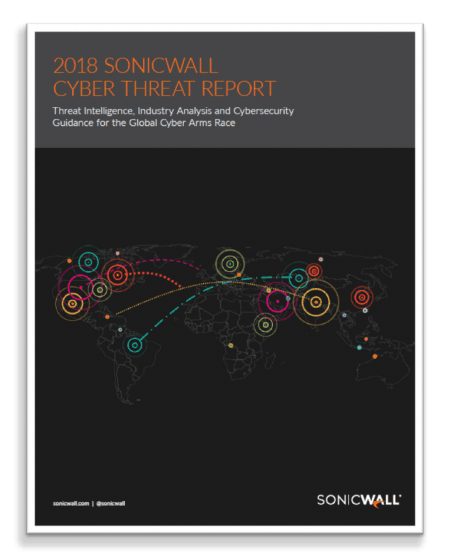 2018 SONICWALL
CYBER THREAT REPORT
Threat Intelligence, Industry Analysis and Cybersecurity
Guidance for the Global Cyber Arms Race
sonicwall.com | @sonicwall
SONICWALL®